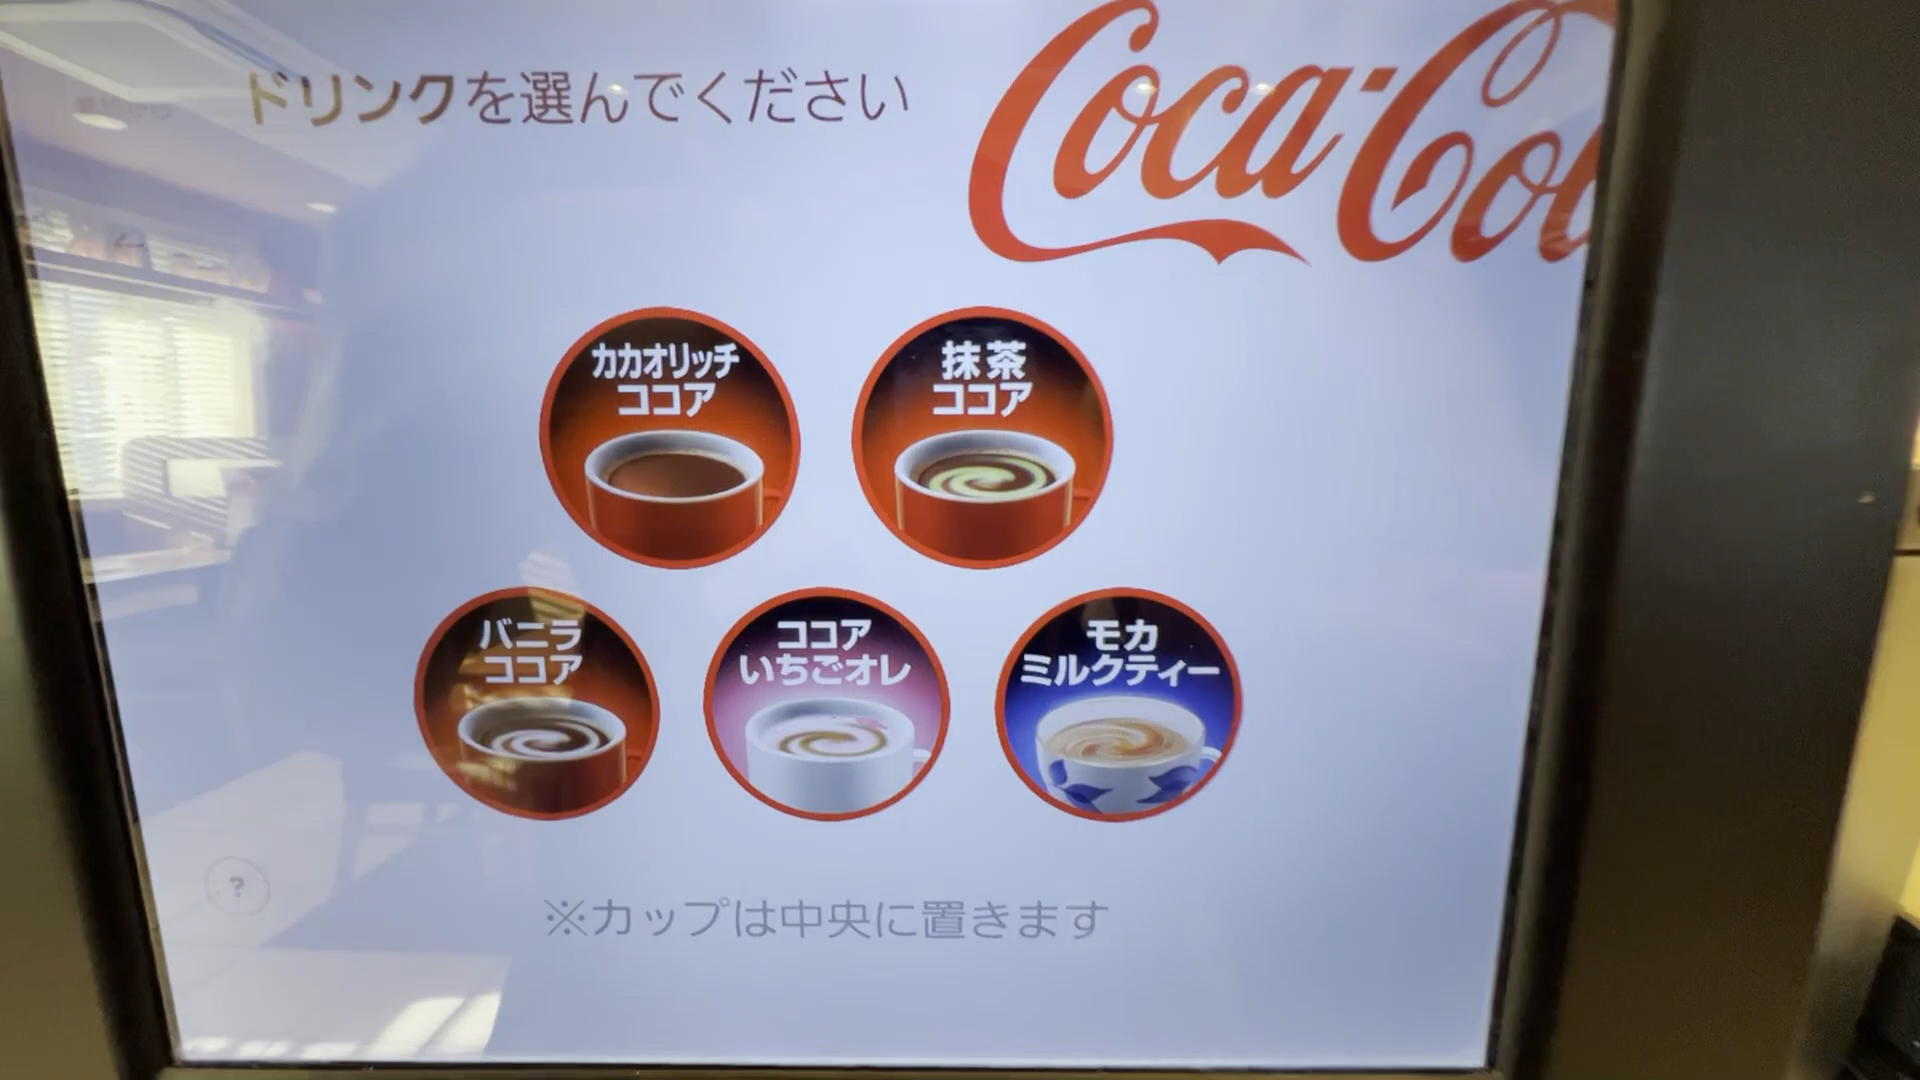 ドリンクを選んでください
Coca-Col
カカオリッチ
ココア
抹茶
ココア
バニラ
ココア
ココア
いちごオレ
モカ
ミルクティー
?
※カップは中央に置きます